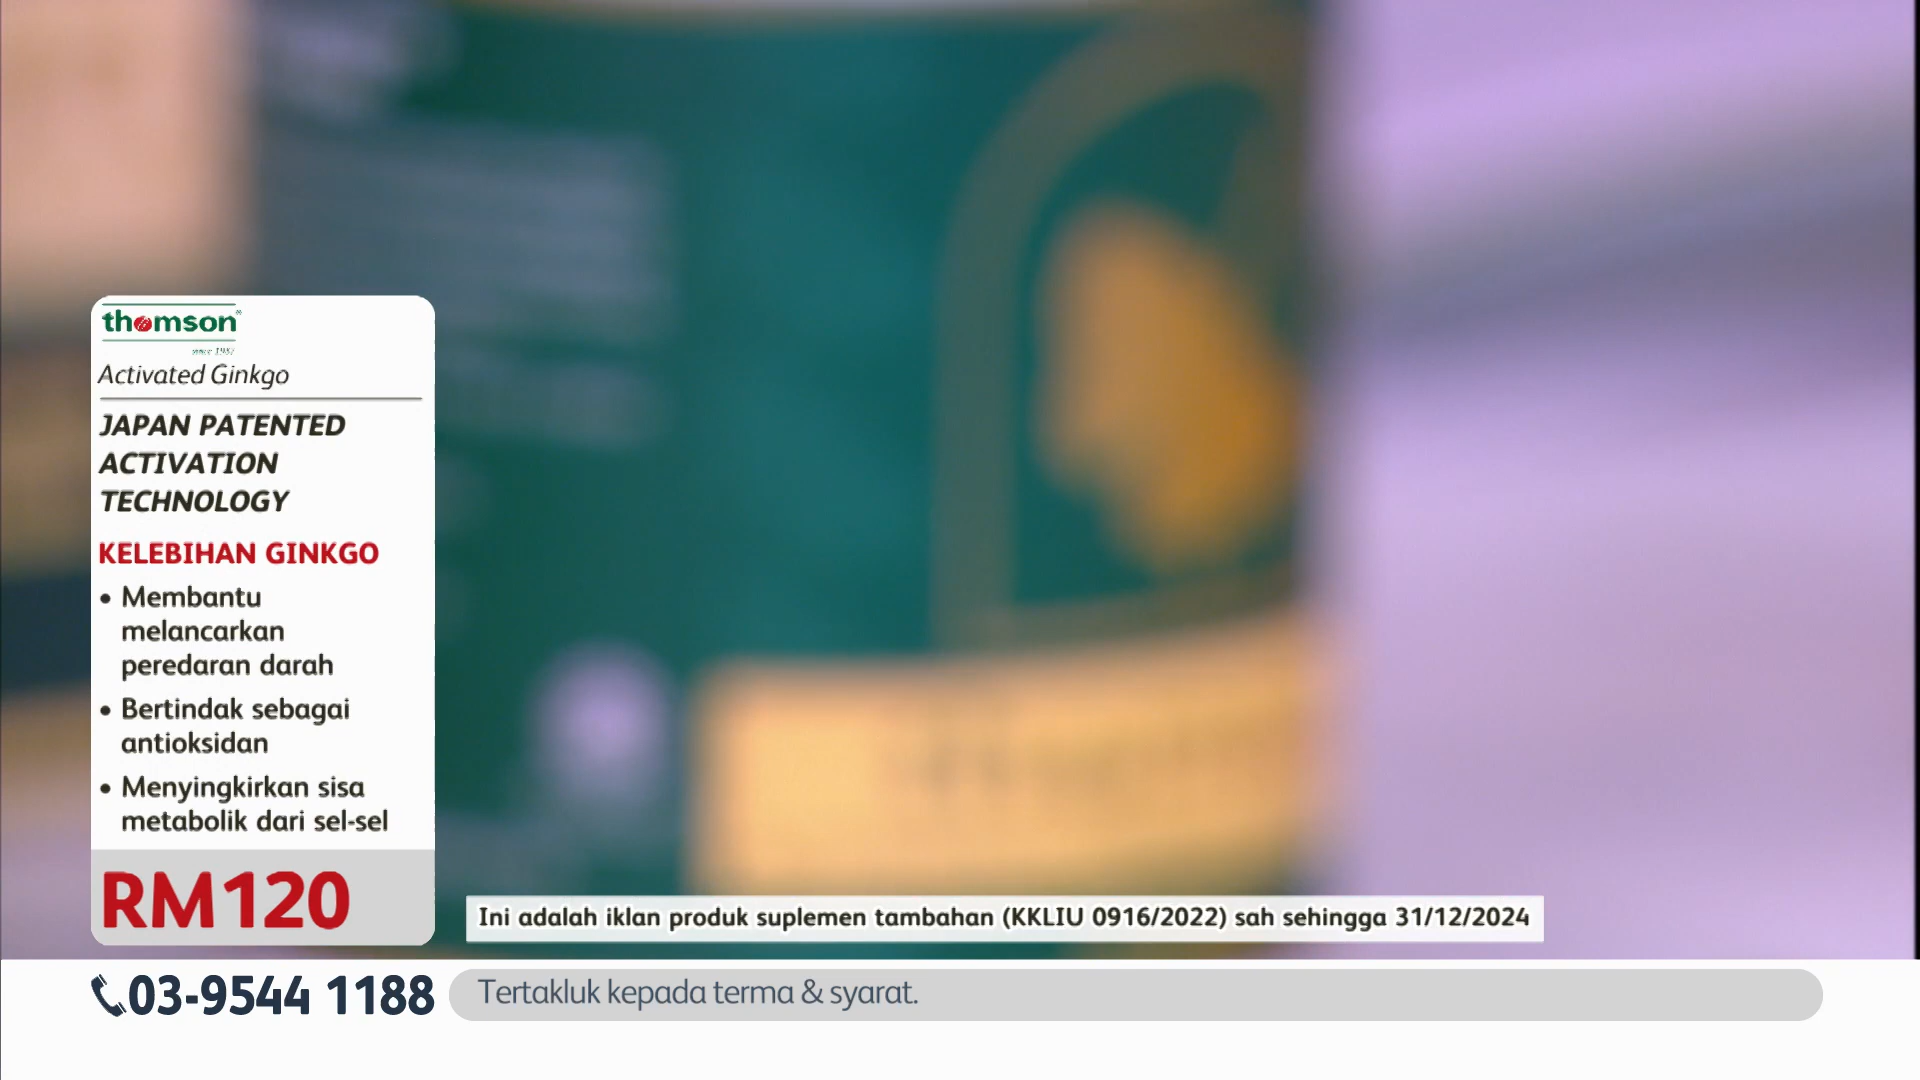 thomson®
since 1987
Activated Ginkgo
JAPAN PATENTED
ACTIVATION
TECHNOLOGY
KELEBIHAN GINKGO
• Membantu
melancarkan
peredaran darah
• Bertindak sebagai
antioksidan
• Menyingkirkan sisa
metabolik dari sel-sel
RM120
Ini adalah iklan produk suplemen tambahan (KKLIU 0916/2022) sah sehingga 31/12/2024
03-9544 1188
Tertakluk kepada terma & syarat.